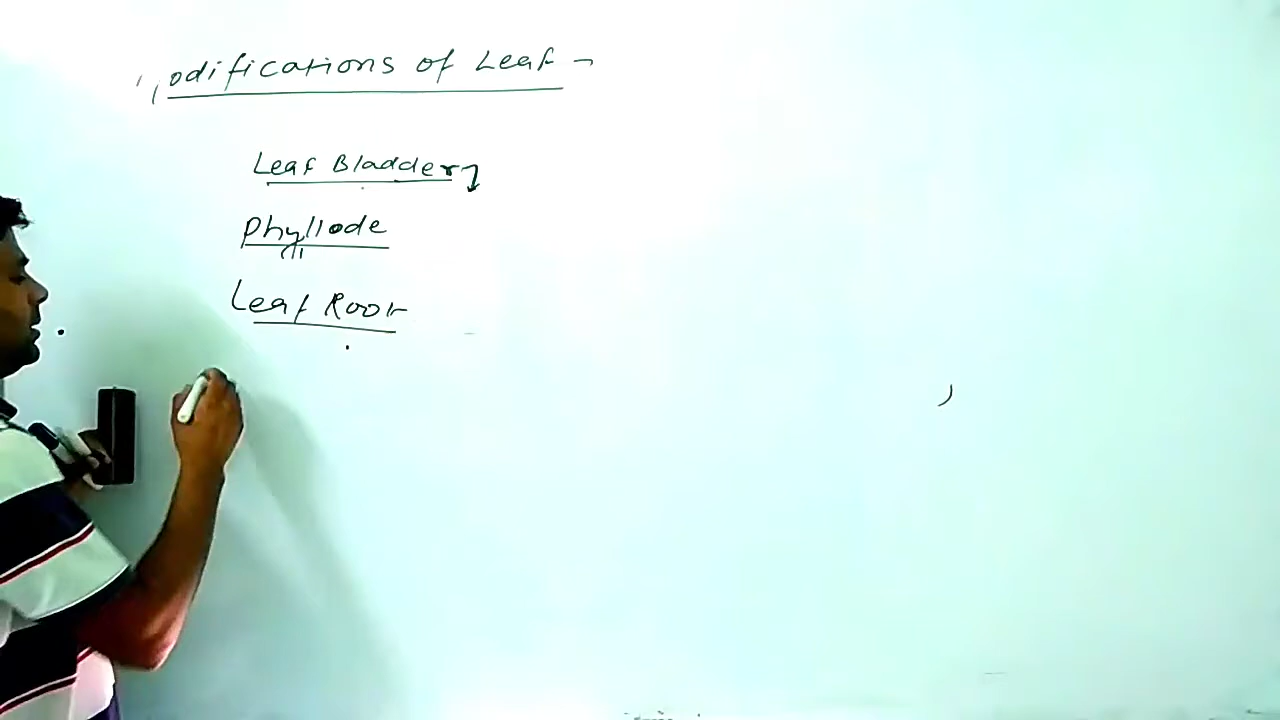 odifications of Leaf -
Leaf Bladder
Phyllode
Leaf Root